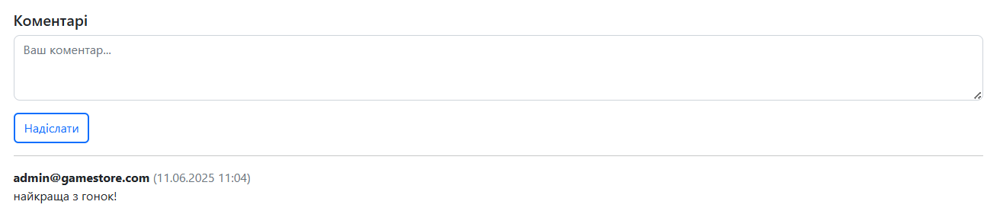 Коментарі
Ваш коментар...
Надіслати
admin@gamestore.com (11.06.2025 11:04)
найкраща з гонок!